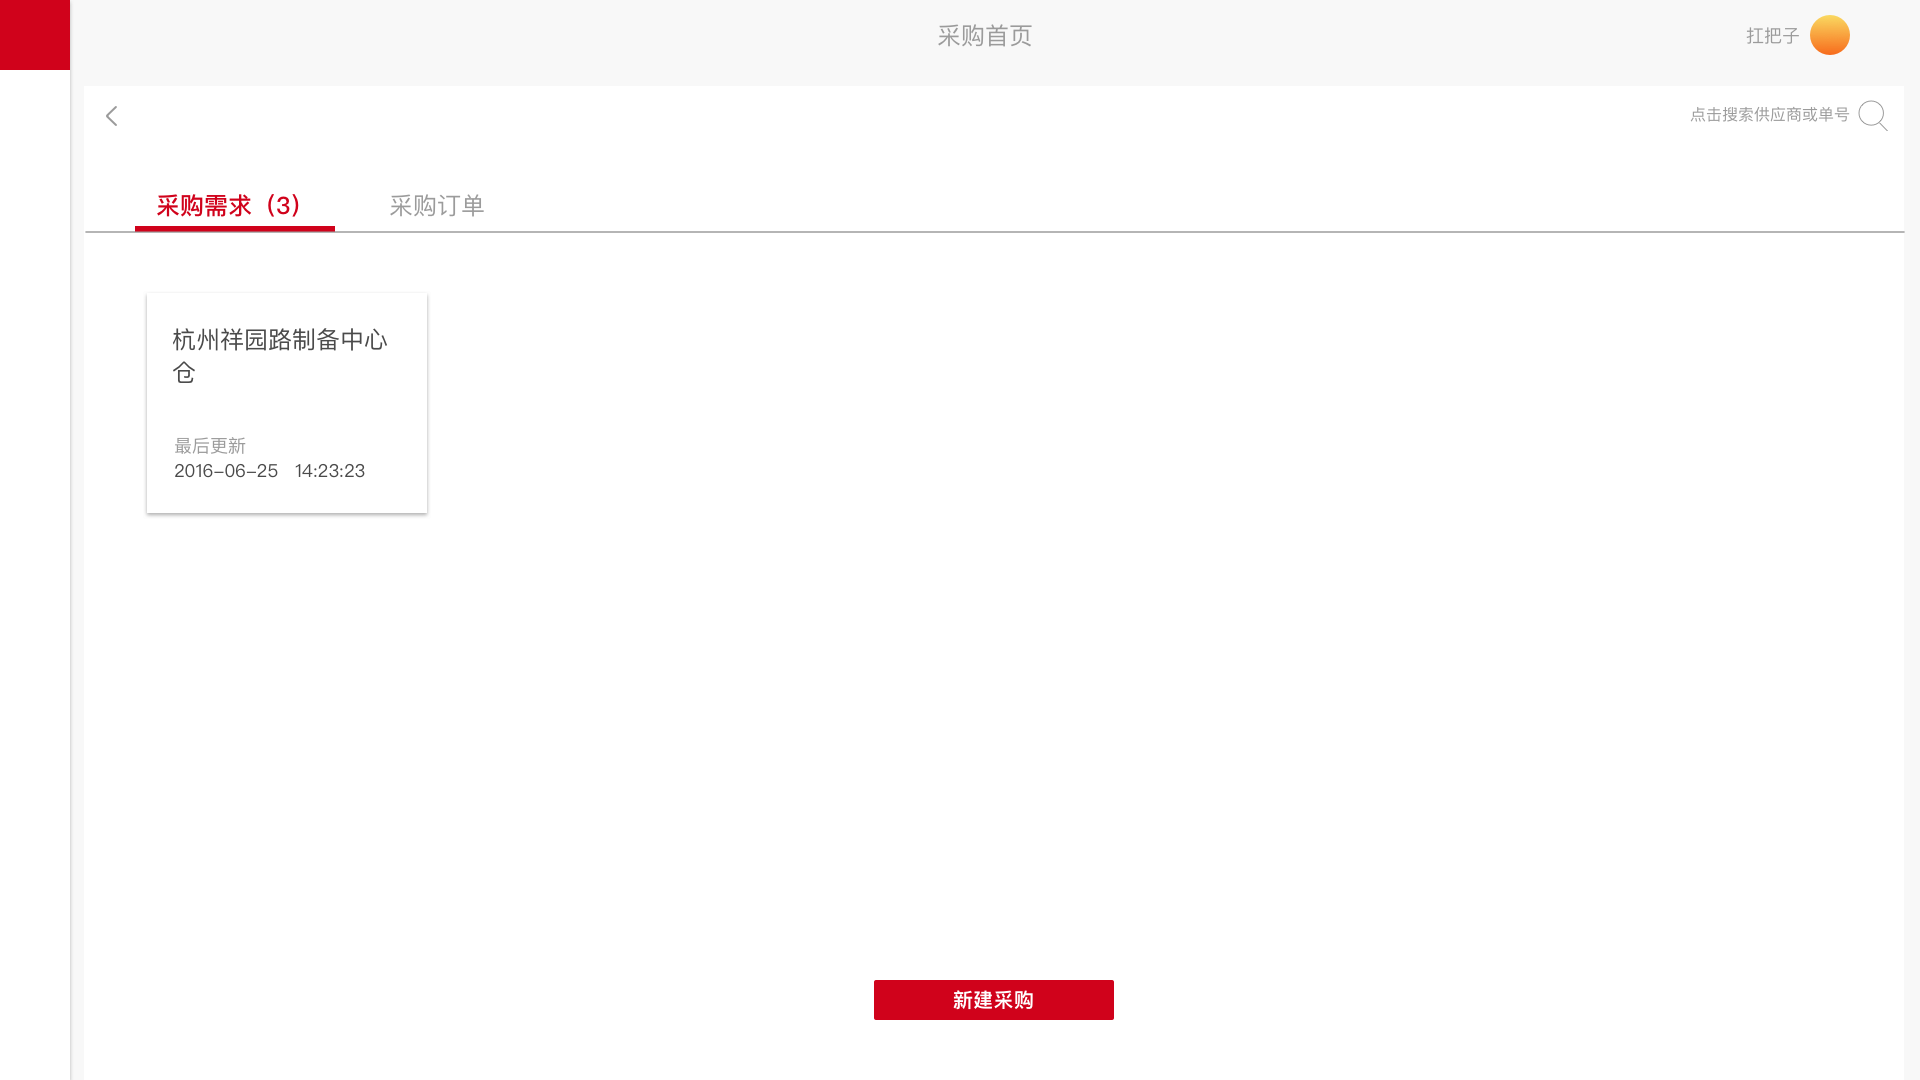 采购首页
扛把子
点击搜索供应商或单号
采购需求（3）
采购订单
杭州祥园路制备中心
仓
最后更新
2016-06-25 14:23:23
新建采购